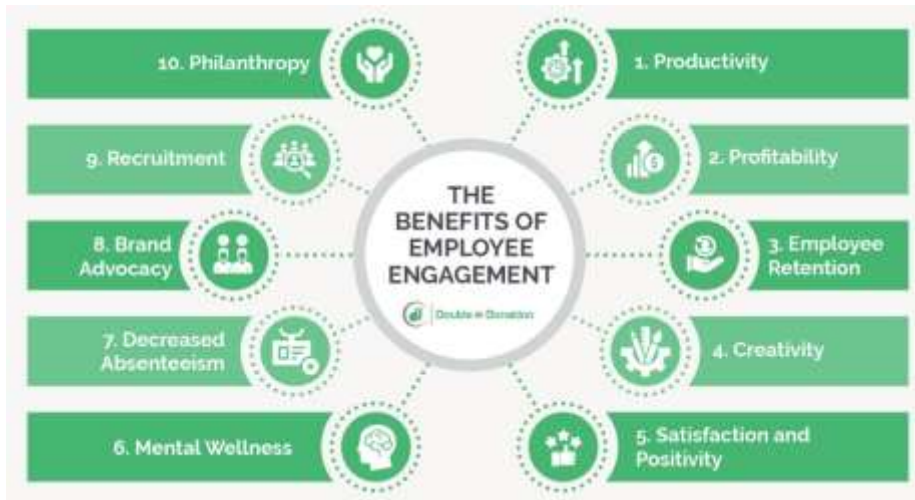 THE
BENEFITS OF
EMPLOYEE
ENGAGEMENT
Double the Donation
1. Productivity
2. Profitability
3. Employee
Retention
4. Creativity
5. Satisfaction and
Positivity
6. Mental Wellness
7. Decreased
Absenteeism
8. Brand
Advocacy
9. Recruitment
10. Philanthropy